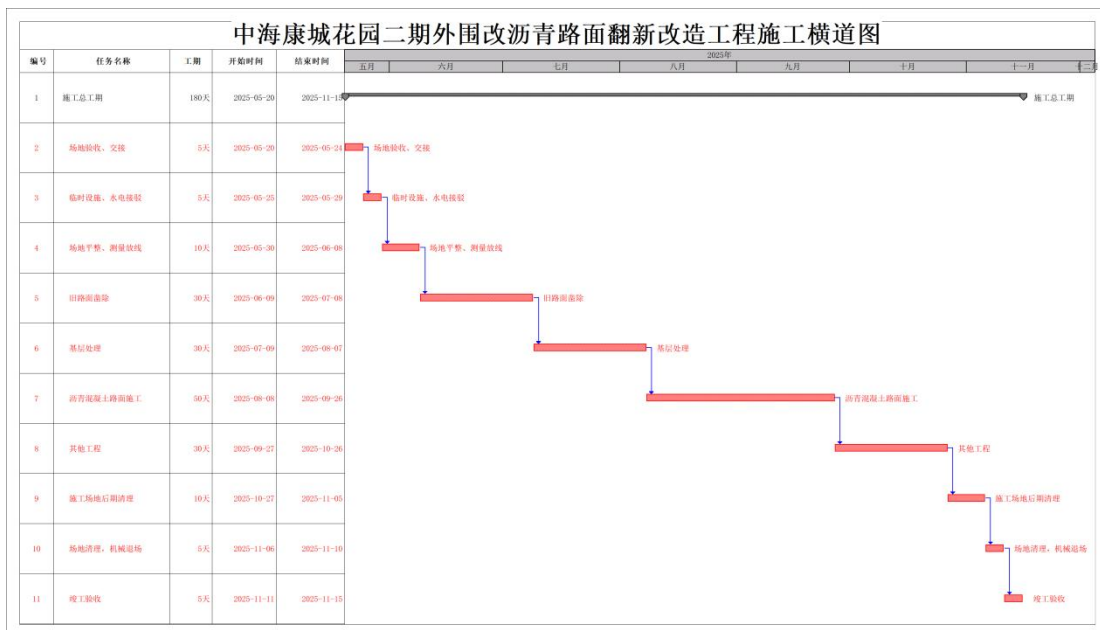 中海康城花园二期外围改沥青路面翻新改造工程施工横道图
编号 任务名称 工期 开始时间 结束时间 2025年
五月 六月 七月 八月 九月 十月 十一月 十二月
1 施工总工期 180天 2025-05-20 2025-11-15 施工总工期
2 场地验收、交接 5天 2025-05-20 2025-05-24 场地验收、交接
3 临时设施、水电接驳 5天 2025-05-25 2025-05-29 临时设施、水电接驳
4 场地平整、测量放线 10天 2025-05-30 2025-06-08 场地平整、测量放线
5 旧路面凿除 30天 2025-06-09 2025-07-08 旧路面凿除
6 基层处理 30天 2025-07-09 2025-08-07 基层处理
7 沥青混凝土路面施工 50天 2025-08-08 2025-09-26 沥青混凝土路面施工
8 其他工程 30天 2025-09-27 2025-10-26 其他工程
9 施工场地后期清理 10天 2025-10-27 2025-11-05 施工场地后期清理
10 场地清理，机械退场 5天 2025-11-06 2025-11-10 场地清理，机械退场
11 竣工验收 5天 2025-11-11 2025-11-15 竣工验收